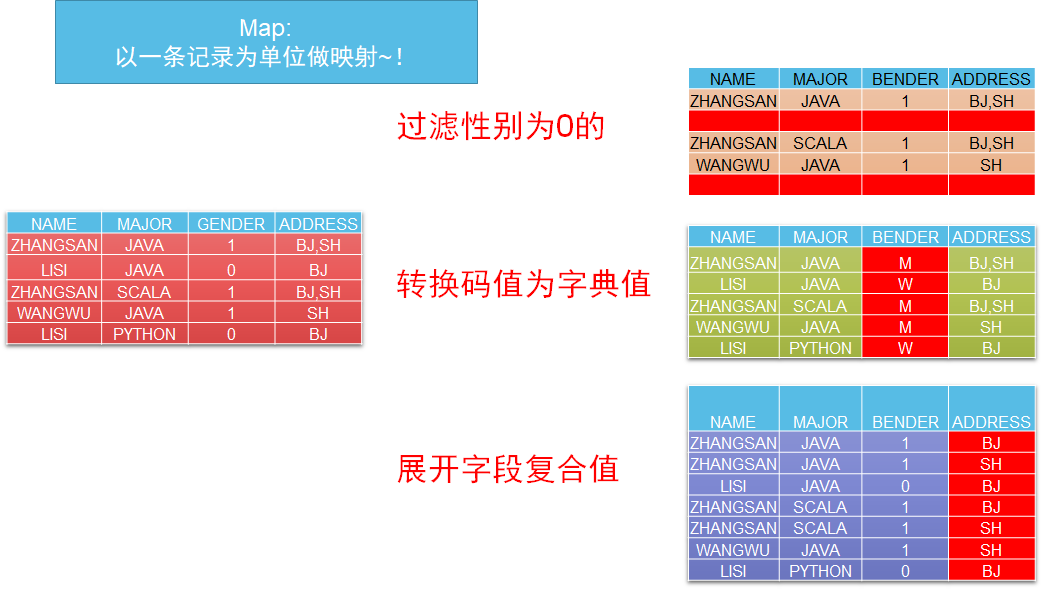 Map:
以一条记录为单位做映射~！
过滤性别为0的
NAME MAJOR BENDER ADDRESS
ZHANGSAN JAVA 1 BJ,SH
ZHANGSAN SCALA 1 BJ,SH
WANGWU JAVA 1 SH
NAME MAJOR GENDER ADDRESS
ZHANGSAN JAVA 1 BJ,SH
LISI JAVA 0 BJ
ZHANGSAN SCALA 1 BJ,SH
WANGWU JAVA 1 SH
LISI PYTHON 0 BJ
转换码值为字典值
NAME MAJOR BENDER ADDRESS
ZHANGSAN JAVA M BJ,SH
LISI JAVA W BJ
ZHANGSAN SCALA M BJ,SH
WANGWU JAVA M SH
LISI PYTHON W BJ
展开字段复合值
NAME MAJOR BENDER ADDRESS
ZHANGSAN JAVA 1 BJ
ZHANGSAN JAVA 1 SH
LISI JAVA 0 BJ
ZHANGSAN SCALA 1 BJ
ZHANGSAN SCALA 1 SH
WANGWU JAVA 1 SH
LISI PYTHON 0 BJ